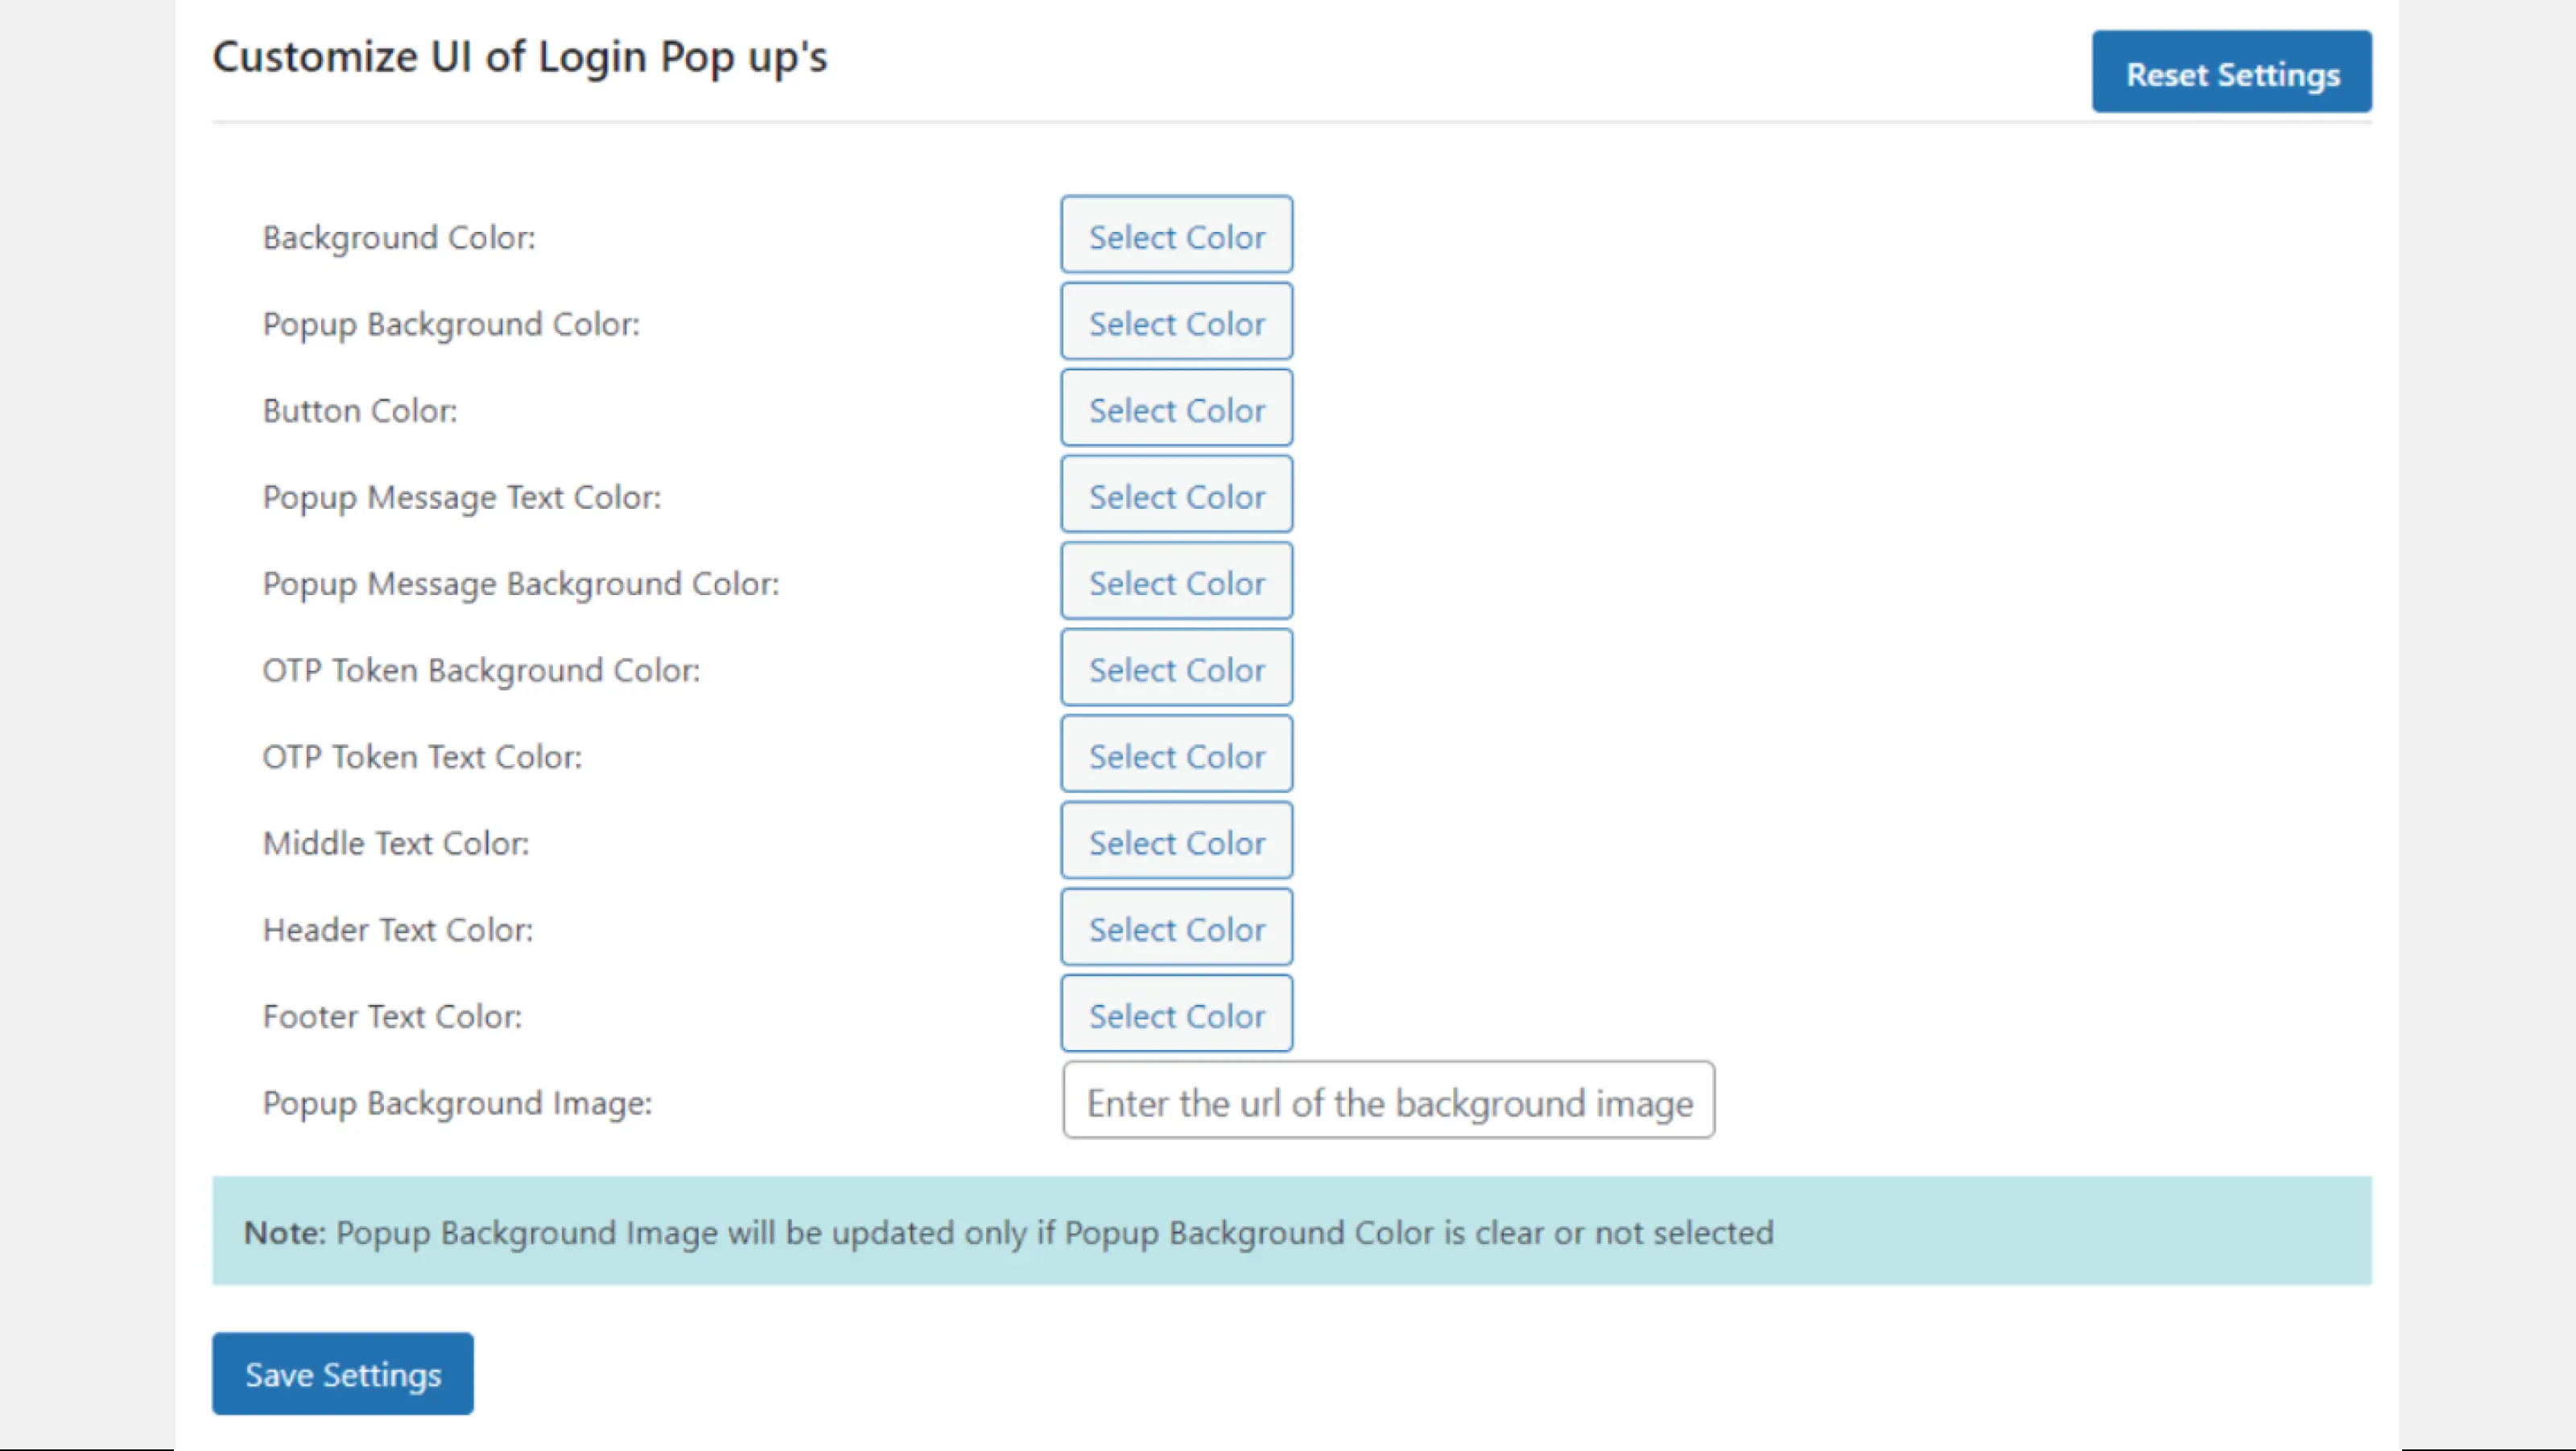 Customize UI of Login Pop up's
Reset Settings
Background Color: Select Color
Popup Background Color: Select Color
Button Color: Select Color
Popup Message Text Color: Select Color
Popup Message Background Color: Select Color
OTP Token Background Color: Select Color
OTP Token Text Color: Select Color
Middle Text Color: Select Color
Header Text Color: Select Color
Footer Text Color: Select Color
Popup Background Image: Enter the url of the background image
Note: Popup Background Image will be updated only if Popup Background Color is clear or not selected
Save Settings